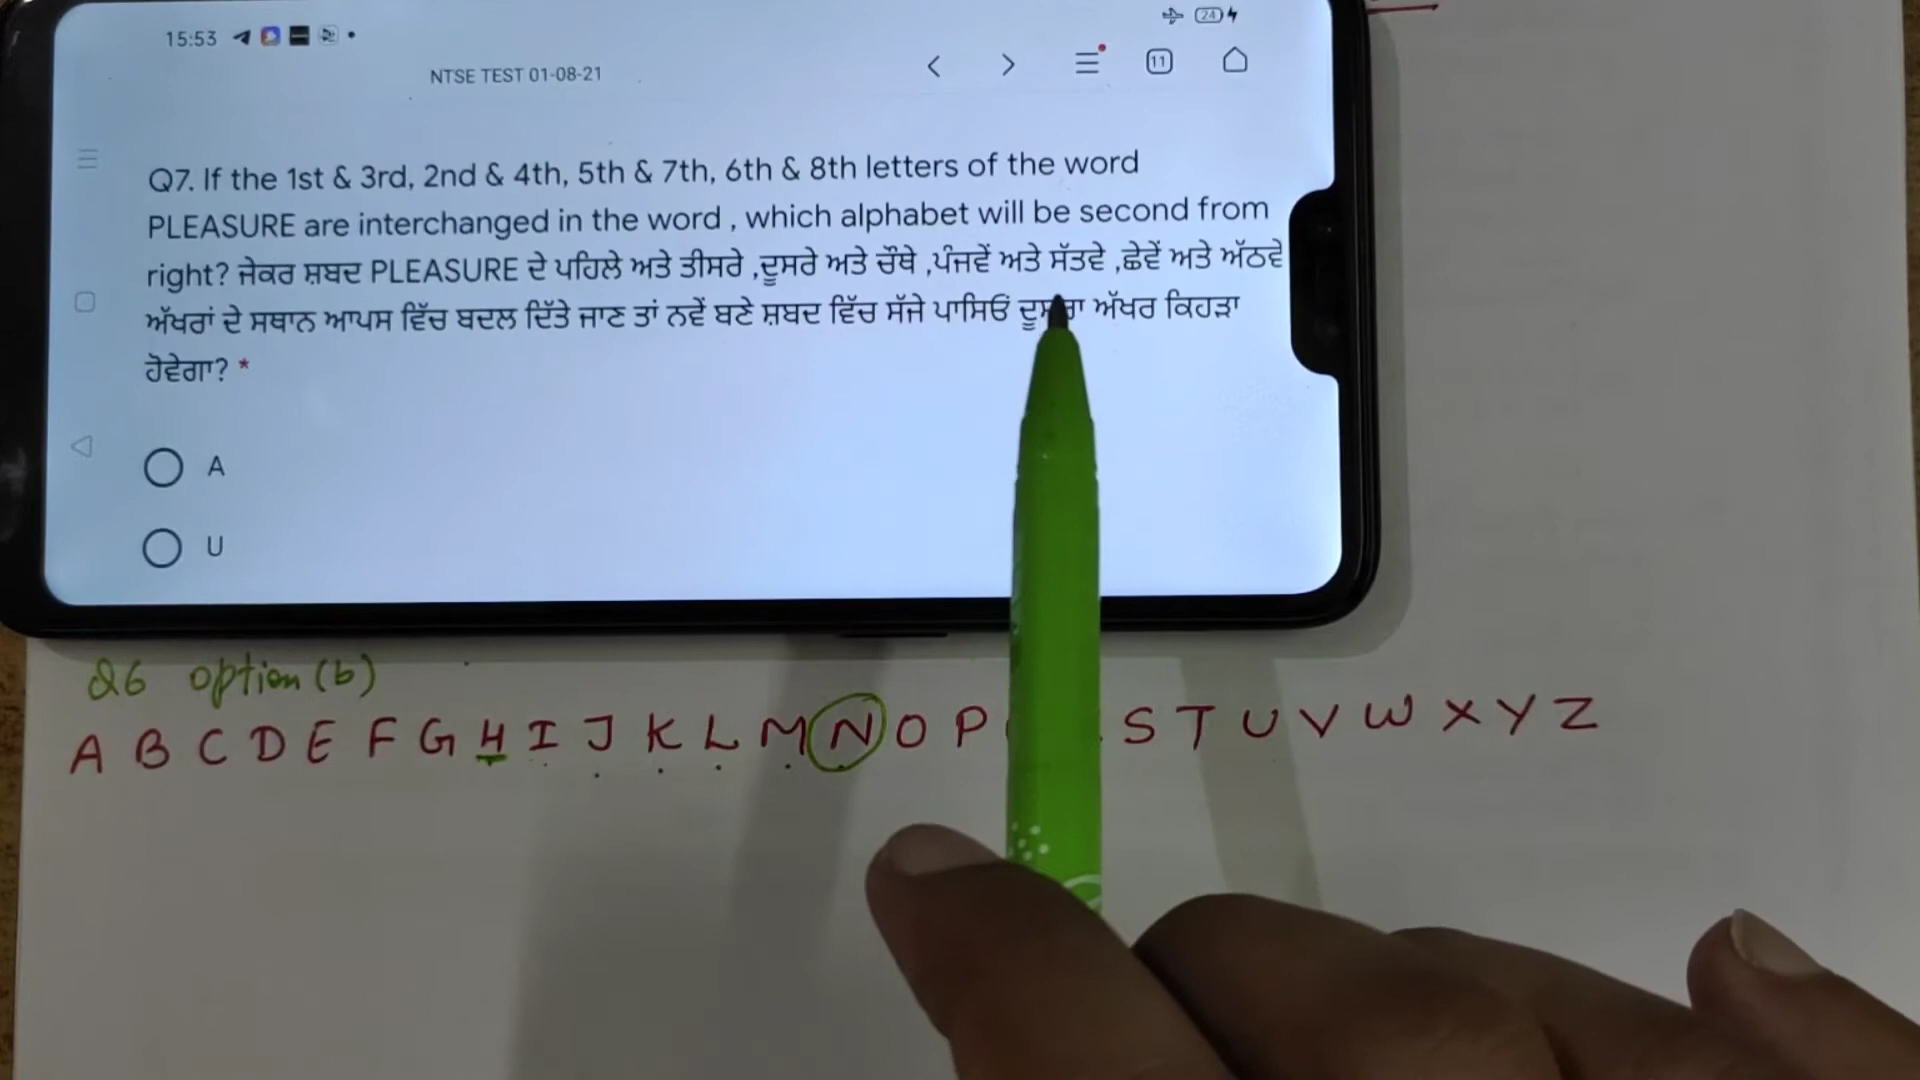 15:53
24
NTSE TEST 01-08-21
11
Q7. If the 1st & 3rd, 2nd & 4th, 5th & 7th, 6th & 8th letters of the word
PLEASURE are interchanged in the word , which alphabet will be second from
right? ਜੇਕਰ ਸ਼ਬਦ PLEASURE ਦੇ ਪਹਿਲੇ ਅਤੇ ਤੀਸਰੇ ,ਦੂਸਰੇ ਅਤੇ ਚੌਥੇ ,ਪੰਜਵੇਂ ਅਤੇ ਸੱਤਵੇ ,ਛੇਵੇਂ ਅਤੇ ਅੱਠਵੇ
ਅੱਖਰਾਂ ਦੇ ਸਥਾਨ ਆਪਸ ਵਿੱਚ ਬਦਲ ਦਿੱਤੇ ਜਾਣ ਤਾਂ ਨਵੇਂ ਬਣੇ ਸ਼ਬਦ ਵਿੱਚ ਸੱਜੇ ਪਾਸਿਓਂ ਦੂਸਰਾ ਅੱਖਰ ਕਿਹੜਾ
ਹੋਵੇਗਾ? *
A
U
Q6 option (b)
A B C D E F G H I J K L M N O P S T U V W X Y Z